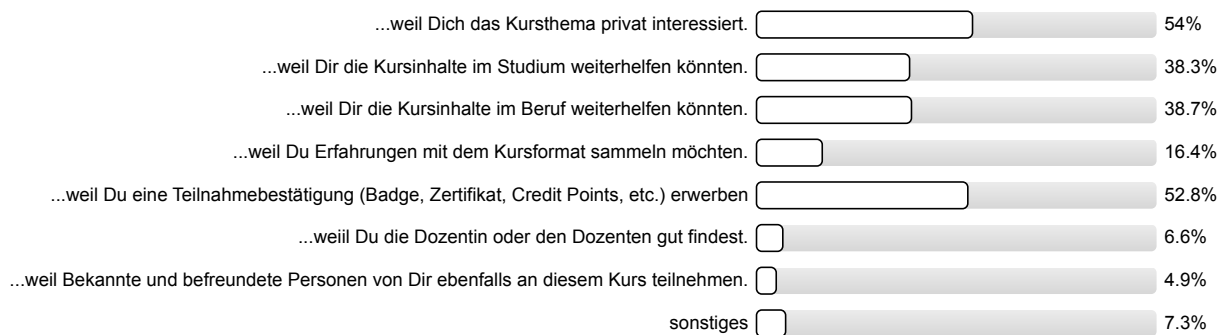 ...weil Dich das Kursthema privat interessiert. 54%
...weil Dir die Kursinhalte im Studium weiterhelfen könnten. 38.3%
...weil Dir die Kursinhalte im Beruf weiterhelfen könnten. 38.7%
...weil Du Erfahrungen mit dem Kursformat sammeln möchten. 16.4%
...weil Du eine Teilnahmebestätigung (Badge, Zertifikat, Credit Points, etc.) erwerben 52.8%
...weiil Du die Dozentin oder den Dozenten gut findest. 6.6%
...weil Bekannte und befreundete Personen von Dir ebenfalls an diesem Kurs teilnehmen. 4.9%
sonstiges 7.3%